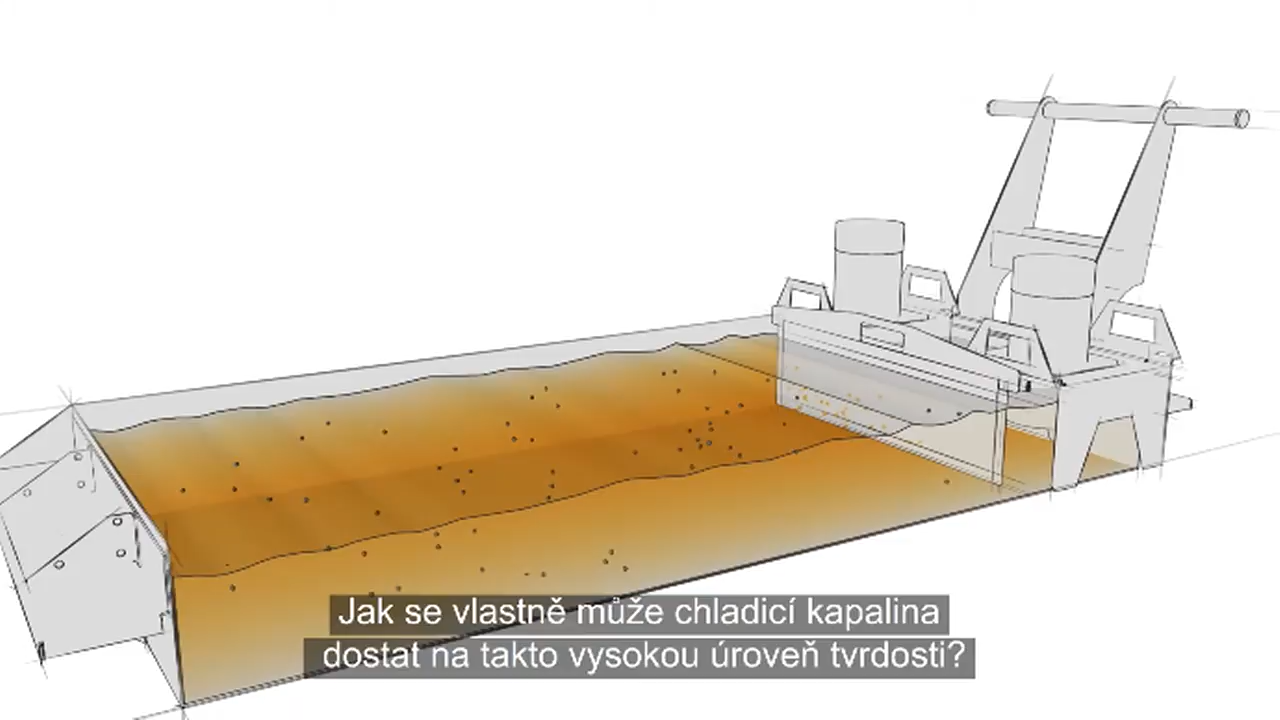 Jak se vlastně může chladicí kapalina
dostat na takto vysokou úroveň tvrdosti?